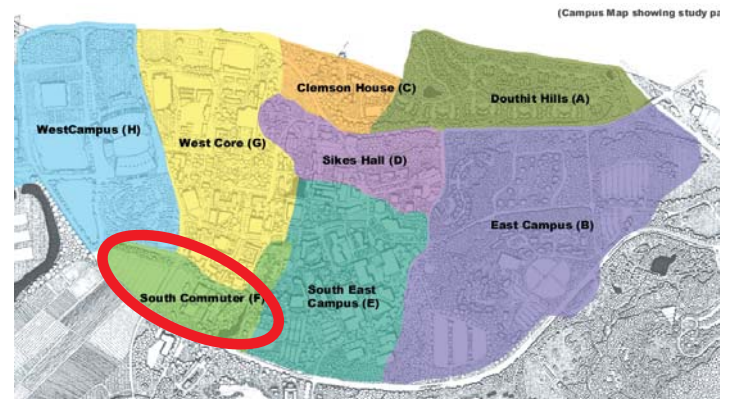 (Campus Map showing study pa
Clemson House (C)
Douthit Hills (A)
WestCampus (H)
West Core (G)
Sikes Hall (D)
East Campus (B)
South Commuter (F)
South East
Campus (E)